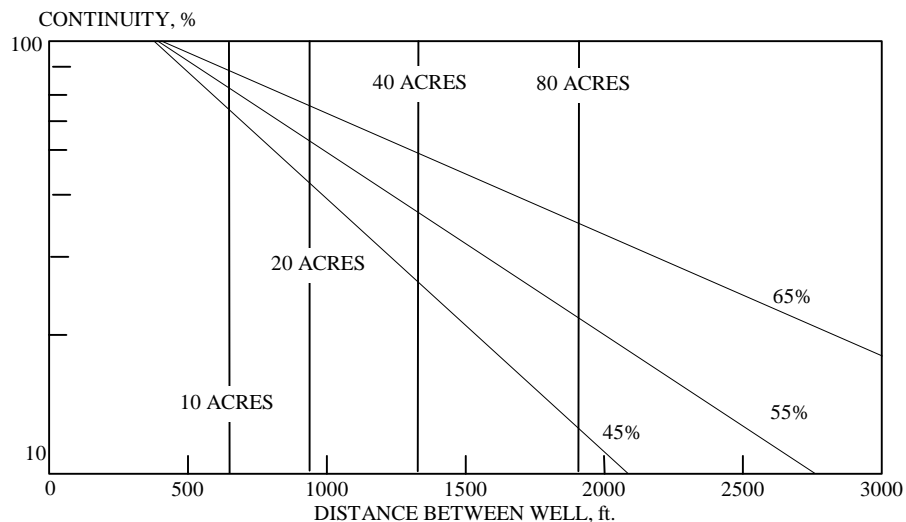 CONTINUITY, %
100
40 ACRES
80 ACRES
20 ACRES
65%
10 ACRES
55%
45%
10
0
500
1000
1500
2000
2500
3000
DISTANCE BETWEEN WELL, ft.